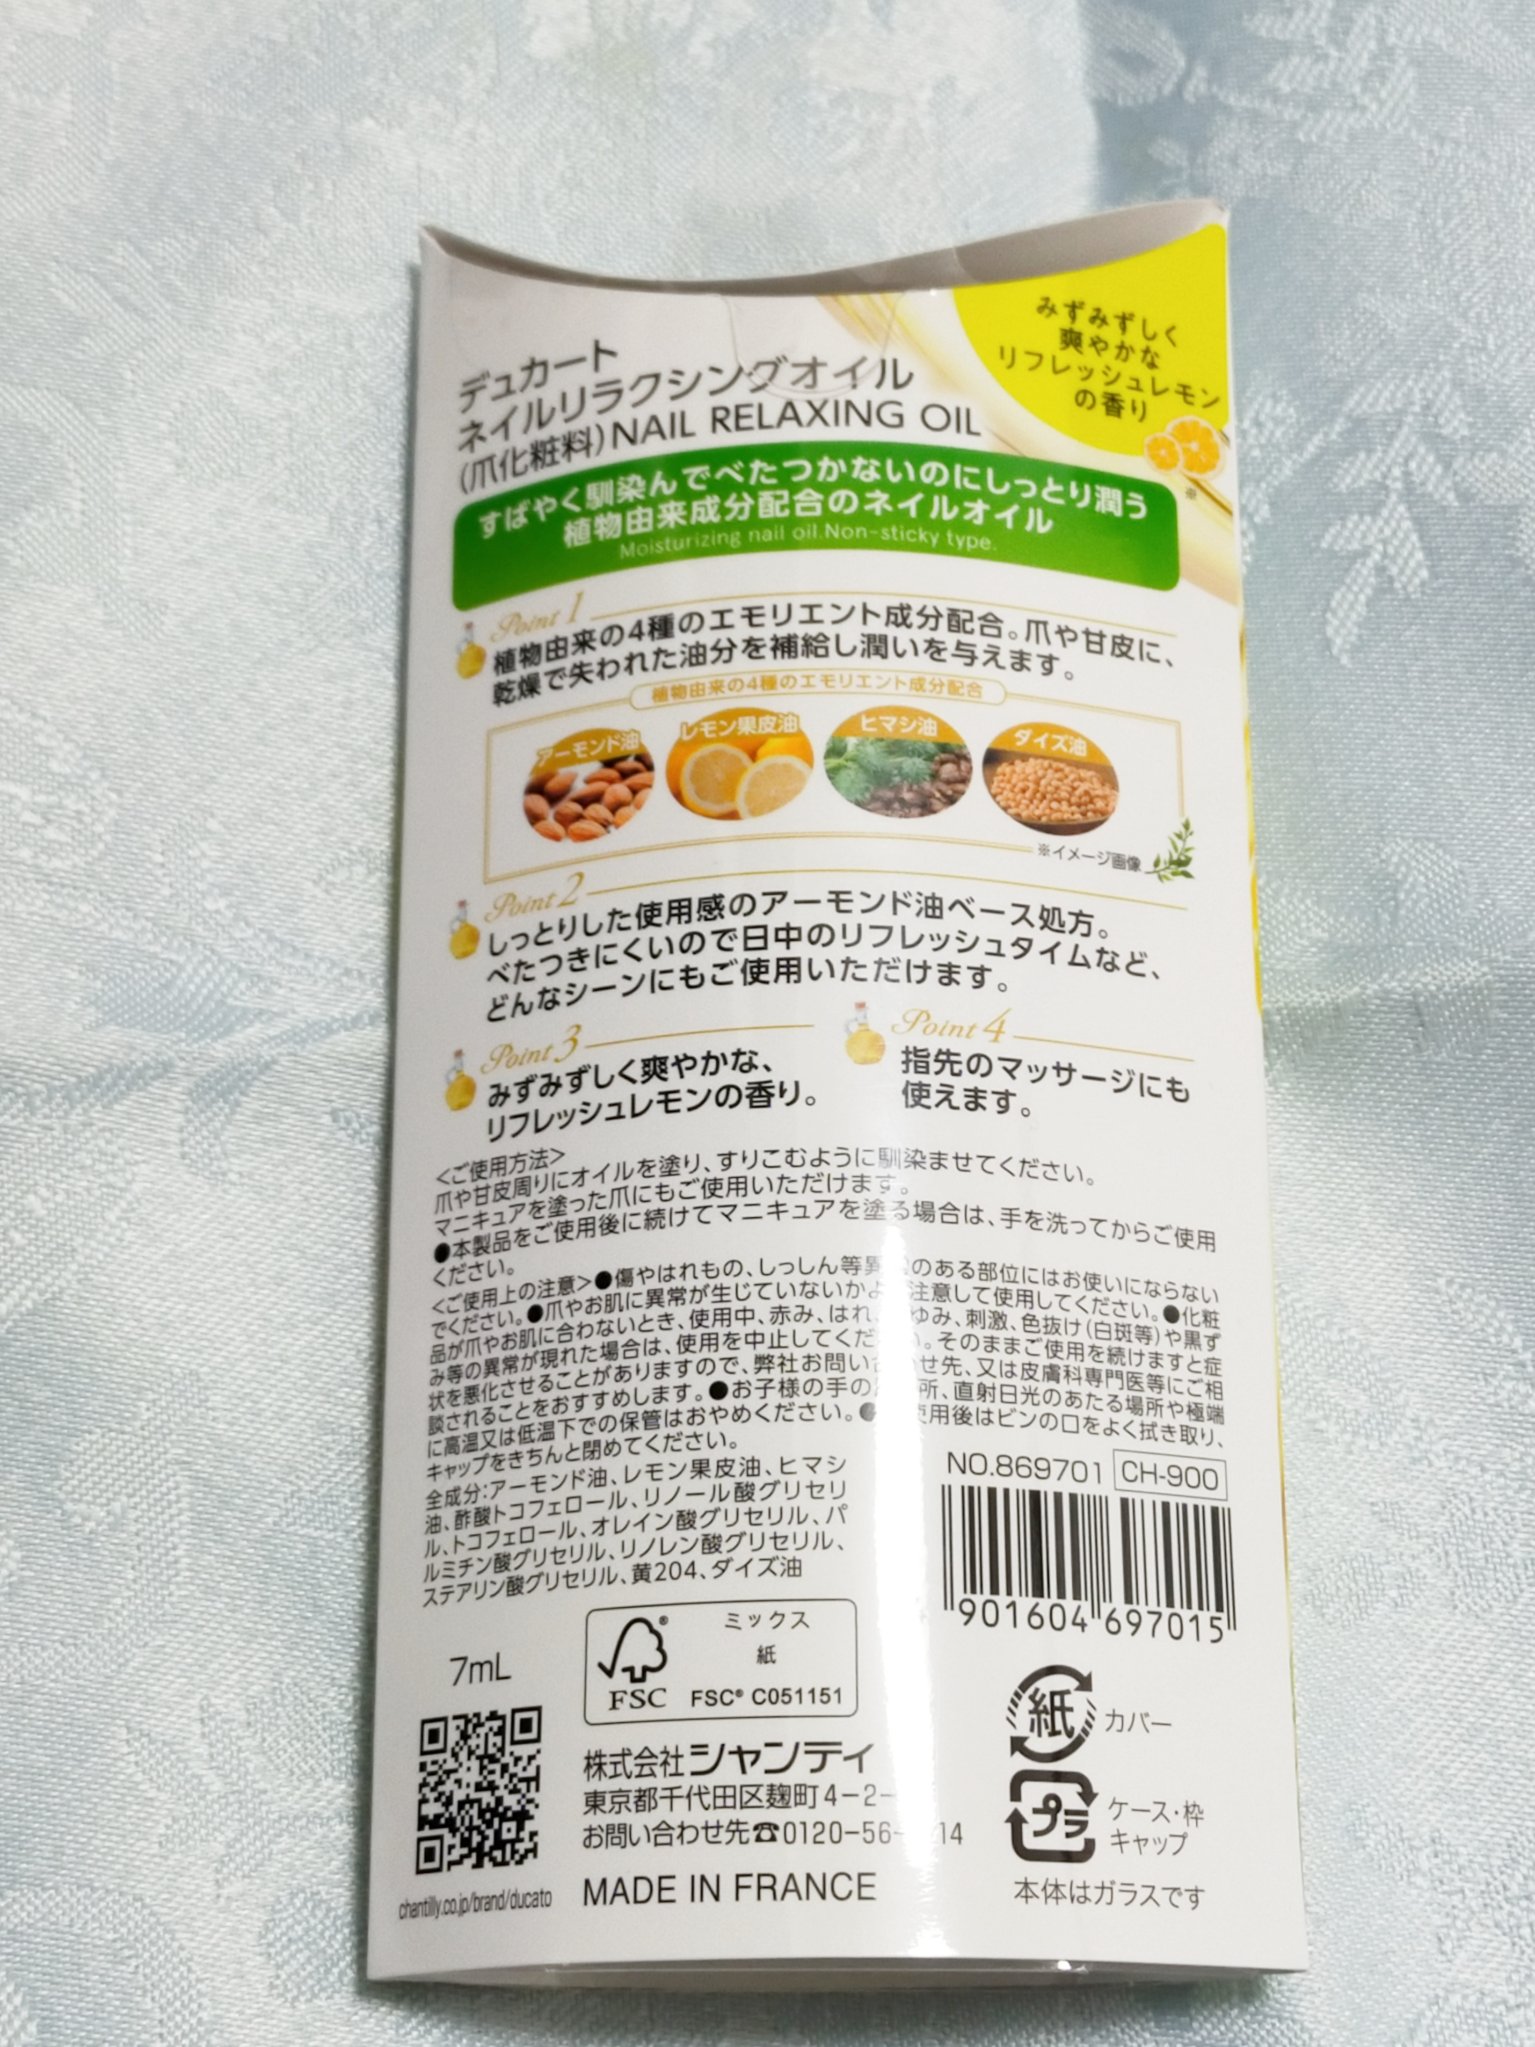 デュカート
ネイルリラクシングオイル
(爪化粧料)NAIL RELAXING OIL
みずみずしく
爽やかな
リフレッシュレモン
の香り
※
すばやく馴染んでべたつかないのにしっとり潤う
植物由来成分配合のネイルオイル
Moisturizing nail oil.Non-sticky type.
Point 1
植物由来の4種のエモリエント成分配合。爪や甘皮に、
乾燥で失われた油分を補給し潤いを与えます。
植物由来の4種のエモリエント成分配合
アーモンド油 レモン果皮油 ヒマシ油 ダイズ油
※イメージ画像
Point 2
しっとりした使用感のアーモンド油ベース処方。
べたつきにくいので日中のリフレッシュタイムなど、
どんなシーンにもご使用いただけます。
Point 3
みずみずしく爽やかな、
リフレッシュレモンの香り。
Point 4
指先のマッサージにも
使えます。
<ご使用方法>
爪や甘皮周りにオイルを塗り、すりこむように馴染ませてください。
マニキュアを塗った爪にもご使用いただけます。
●本製品をご使用後に続けてマニキュアを塗る場合は、手を洗ってからご使用
ください。
<ご使用上の注意>●傷やはれもの、しっしん等異 のある部位にはお使いにならない
でください。●爪やお肌に異常が生じていないかよ 注意して使用してください。●化粧
品が爪やお肌に合わないとき、使用中、赤み、はれ、 ゆみ、刺激、色抜け(白斑等)や黒ず
み等の異常が現れた場合は、使用を中止してくだ い。そのままご使用を続けますと症
状を悪化させることがありますので、弊社お問い合 せ先、又は皮膚科専門医等にご相
談されることをおすすめします。●お子様の手の 所、直射日光のあたる場所や極端
に高温又は低温下での保管はおやめください。● 使用後はビンの口をよく拭き取り、
キャップをきちんと閉めてください。
全成分:アーモンド油、レモン果皮油、ヒマシ
油、酢酸トコフェロール、リノール酸グリセリ
ル、トコフェロール、オレイン酸グリセリル、パ
ルミチン酸グリセリル、リノレン酸グリセリル、
ステアリン酸グリセリル、黄204、ダイズ油
NO.869701 CH-900
901604 697015
7mL
FSC®
ミックス
紙
FSC® C051151
株式会社シャンティ
東京都千代田区麹町4-2-
お問い合わせ先☎0120-56- 14
MADE IN FRANCE
chantilly.co.jp/brand/ducato
紙 カバー
プラ ケース・枠
キャップ
本体はガラスです